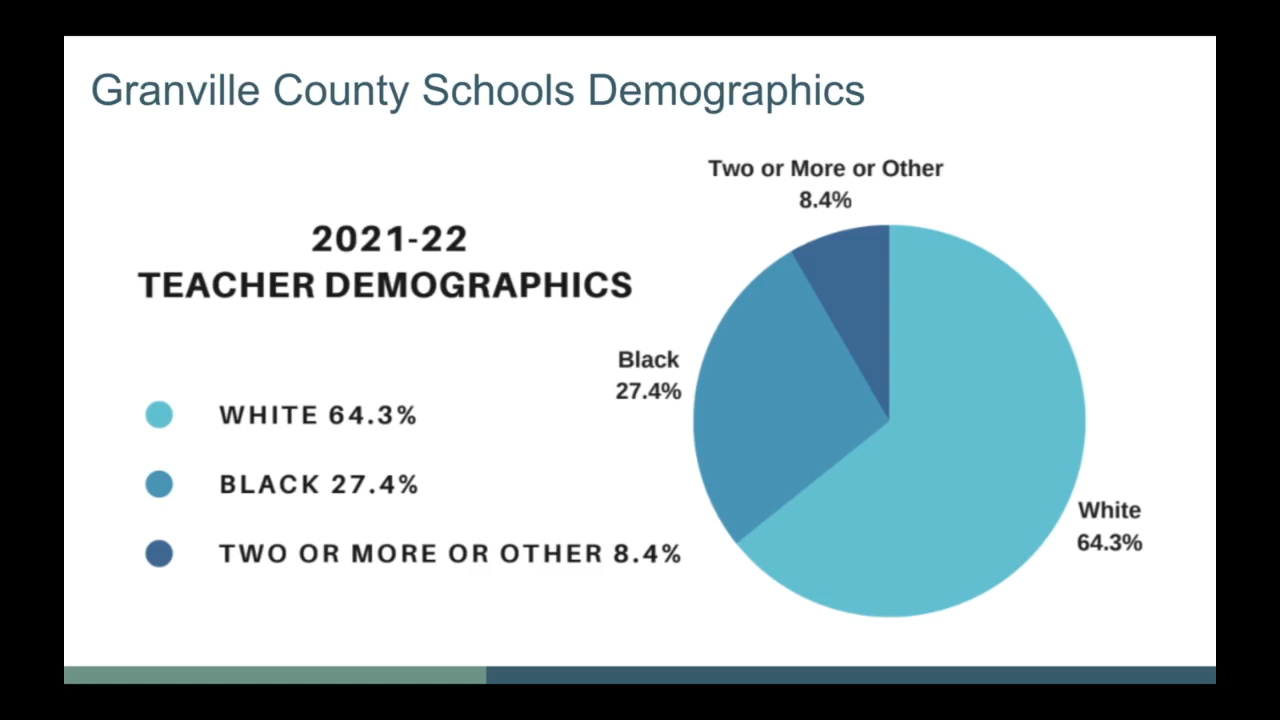 Granville County Schools Demographics
2021-22
TEACHER DEMOGRAPHICS
WHITE 64.3%
BLACK 27.4%
TWO OR MORE OR OTHER 8.4%
Two or More or Other
8.4%
Black
27.4%
White
64.3%